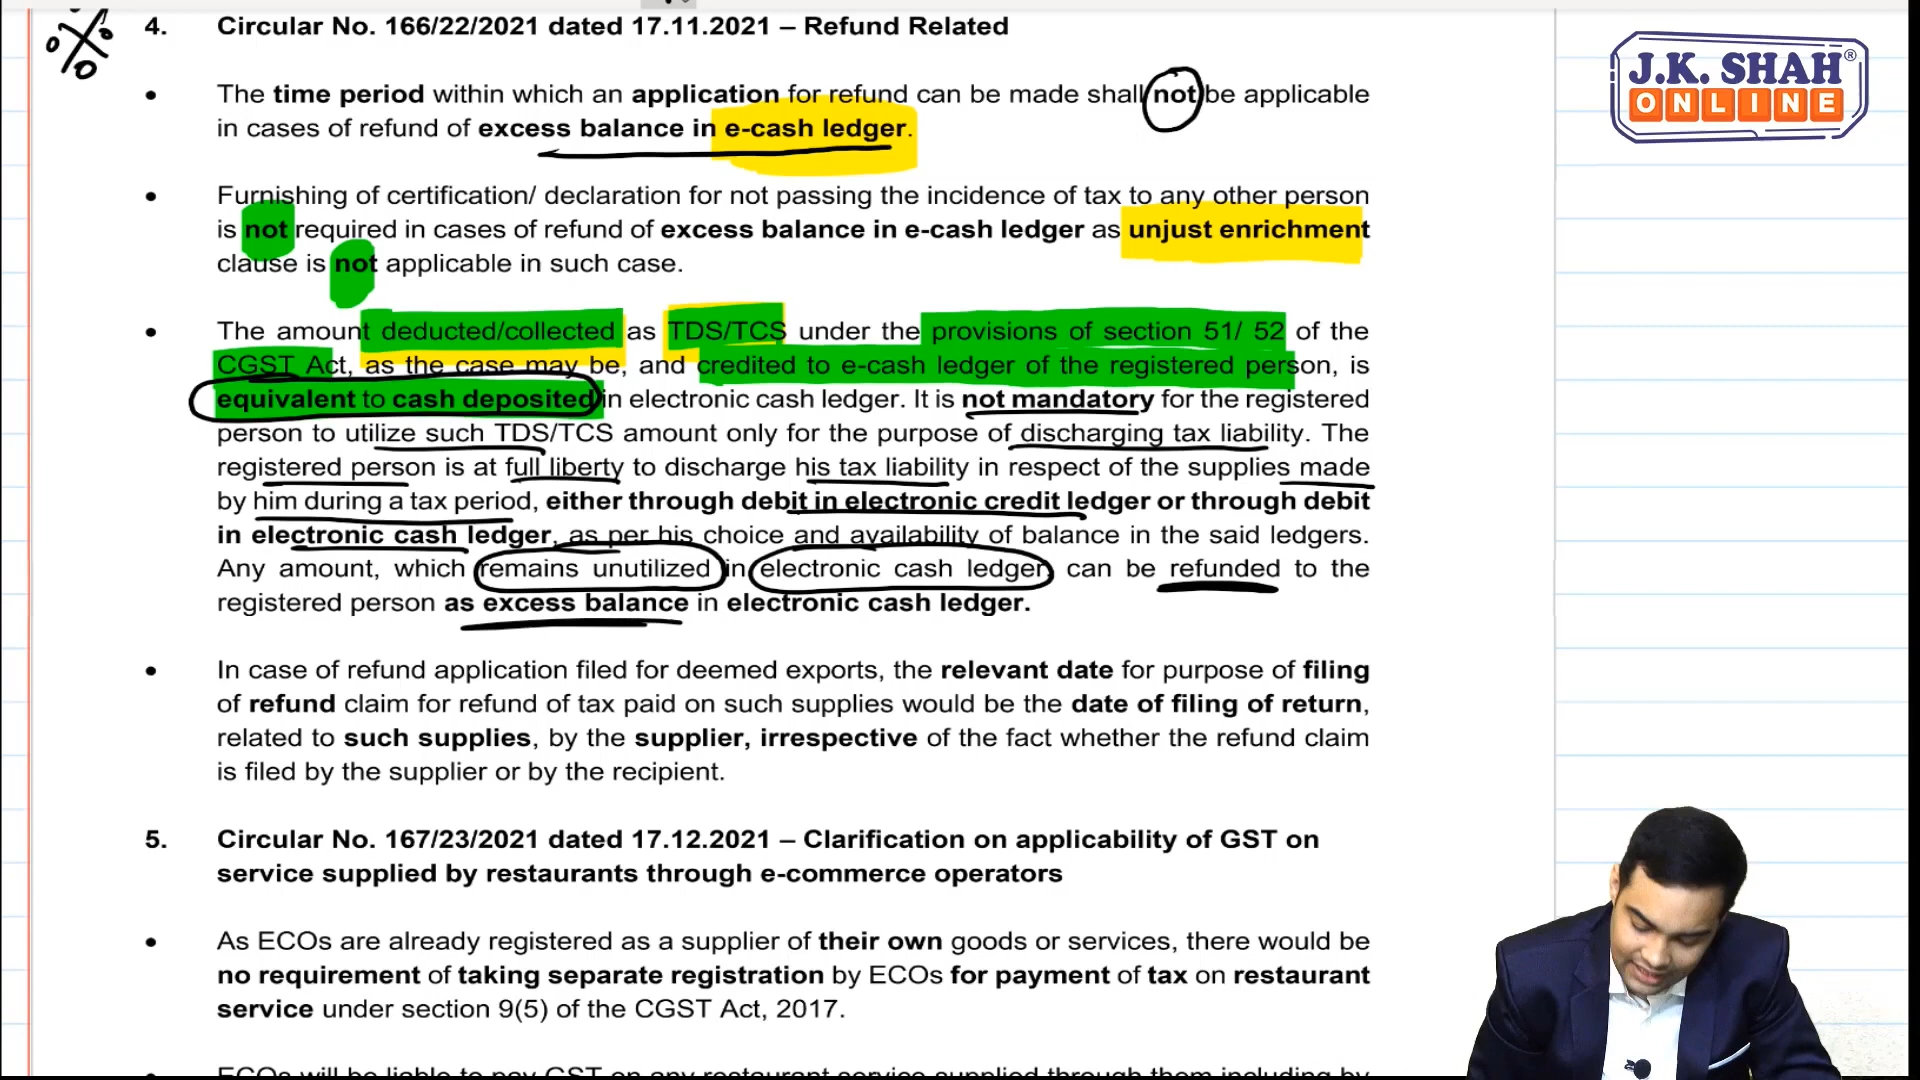 4. Circular No. 166/22/2021 dated 17.11.2021 – Refund Related
J.K. SHAH®
ONLINE
• The time period within which an application for refund can be made shall not be applicable
in cases of refund of excess balance in e-cash ledger.
• Furnishing of certification/ declaration for not passing the incidence of tax to any other person
is not required in cases of refund of excess balance in e-cash ledger as unjust enrichment
clause is not applicable in such case.
• The amount deducted/collected as TDS/TCS under the provisions of section 51/ 52 of the
CGST Act, as the case may be, and credited to e-cash ledger of the registered person, is
equivalent to cash deposited in electronic cash ledger. It is not mandatory for the registered
person to utilize such TDS/TCS amount only for the purpose of discharging tax liability. The
registered person is at full liberty to discharge his tax liability in respect of the supplies made
by him during a tax period, either through debit in electronic credit ledger or through debit
in electronic cash ledger, as per his choice and availability of balance in the said ledgers.
Any amount, which remains unutilized in electronic cash ledger, can be refunded to the
registered person as excess balance in electronic cash ledger.
• In case of refund application filed for deemed exports, the relevant date for purpose of filing
of refund claim for refund of tax paid on such supplies would be the date of filing of return,
related to such supplies, by the supplier, irrespective of the fact whether the refund claim
is filed by the supplier or by the recipient.
5. Circular No. 167/23/2021 dated 17.12.2021 – Clarification on applicability of GST on
service supplied by restaurants through e-commerce operators
• As ECOs are already registered as a supplier of their own goods or services, there would be
no requirement of taking separate registration by ECOs for payment of tax on restaurant
service under section 9(5) of the CGST Act, 2017.
• ECOs will be liable to pay GST on any restaurant service supplied through them including by